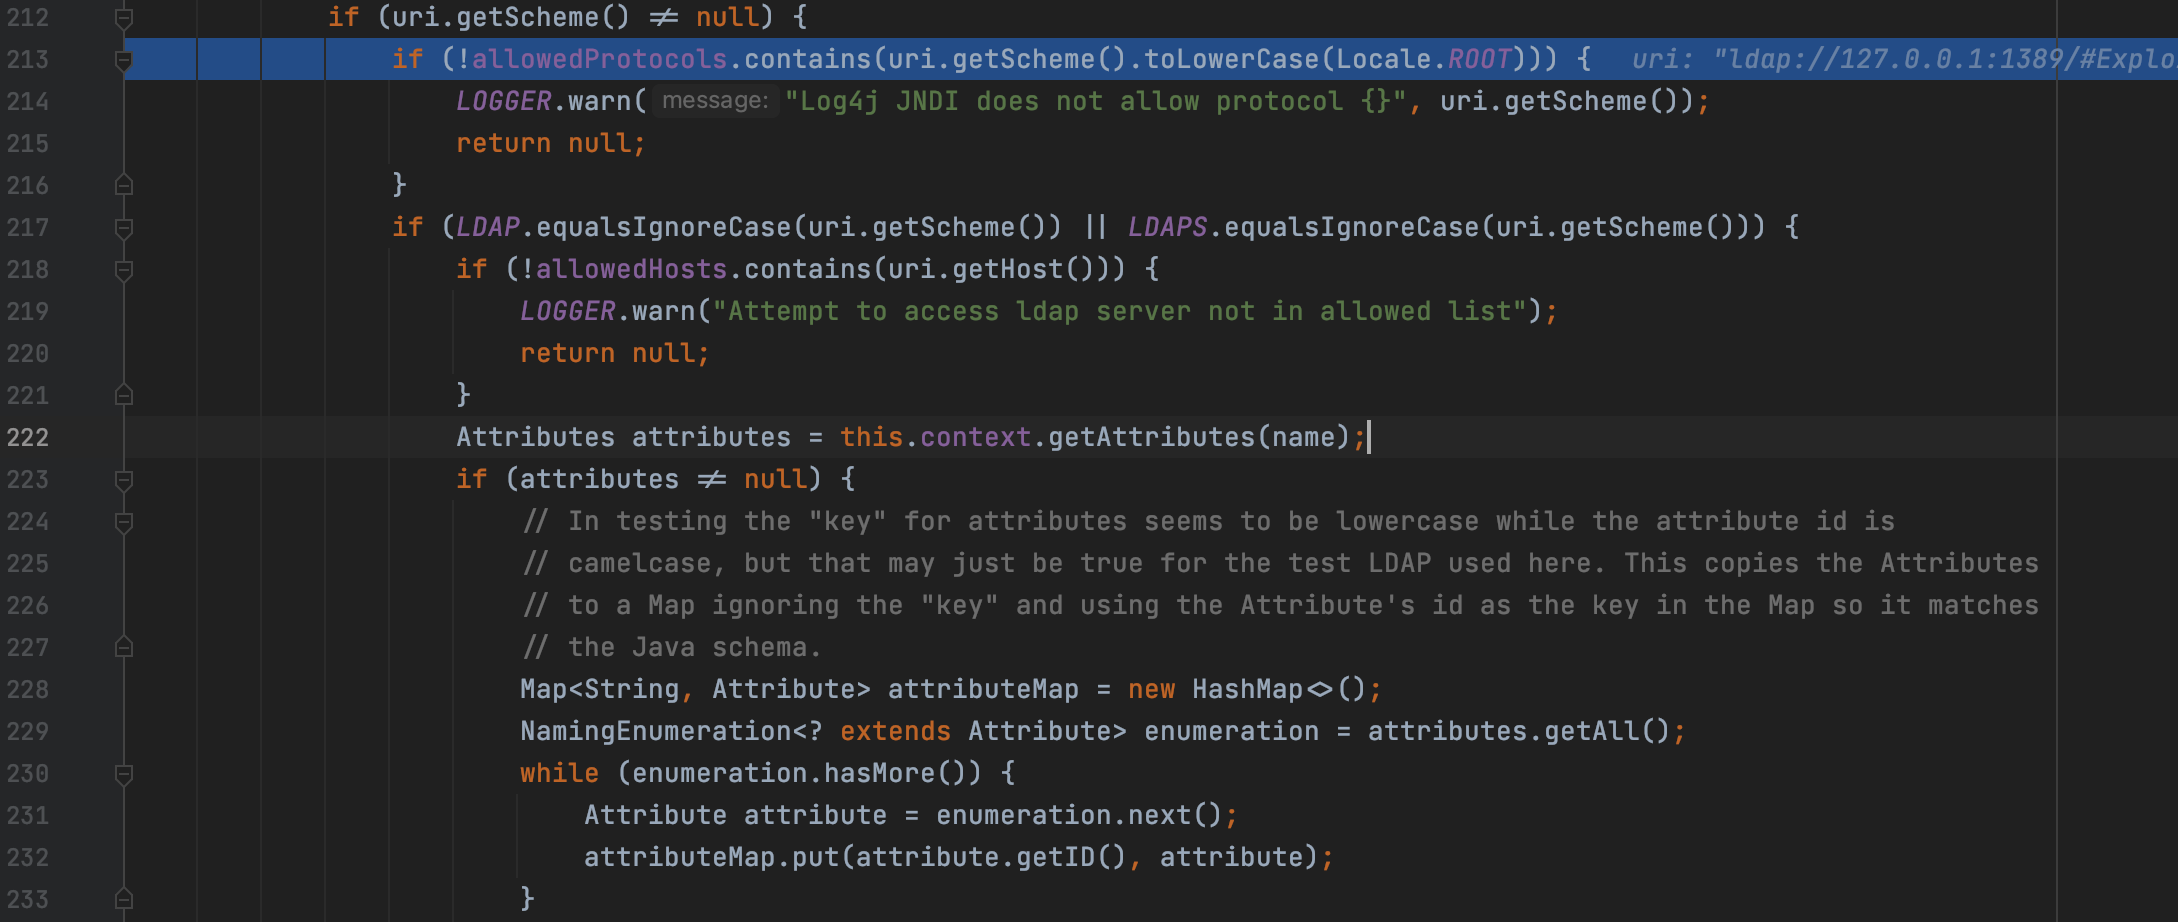 212 if (uri.getScheme() ≠ null) {
213 if (!allowedProtocols.contains(uri.getScheme().toLowerCase(Locale.ROOT))) { uri: "ldap://127.0.0.1:1389/#Explo
214 LOGGER.warn( message: "Log4j JNDI does not allow protocol {}", uri.getScheme());
215 return null;
216 }
217 if (LDAP.equalsIgnoreCase(uri.getScheme()) || LDAPS.equalsIgnoreCase(uri.getScheme())) {
218 if (!allowedHosts.contains(uri.getHost())) {
219 LOGGER.warn("Attempt to access ldap server not in allowed list");
220 return null;
221 }
222 Attributes attributes = this.context.getAttributes(name);
223 if (attributes ≠ null) {
224 // In testing the "key" for attributes seems to be lowercase while the attribute id is
225 // camelcase, but that may just be true for the test LDAP used here. This copies the Attributes
226 // to a Map ignoring the "key" and using the Attribute's id as the key in the Map so it matches
227 // the Java schema.
228 Map<String, Attribute> attributeMap = new HashMap<>();
229 NamingEnumeration<? extends Attribute> enumeration = attributes.getAll();
230 while (enumeration.hasMore()) {
231 Attribute attribute = enumeration.next();
232 attributeMap.put(attribute.getID(), attribute);
233 }